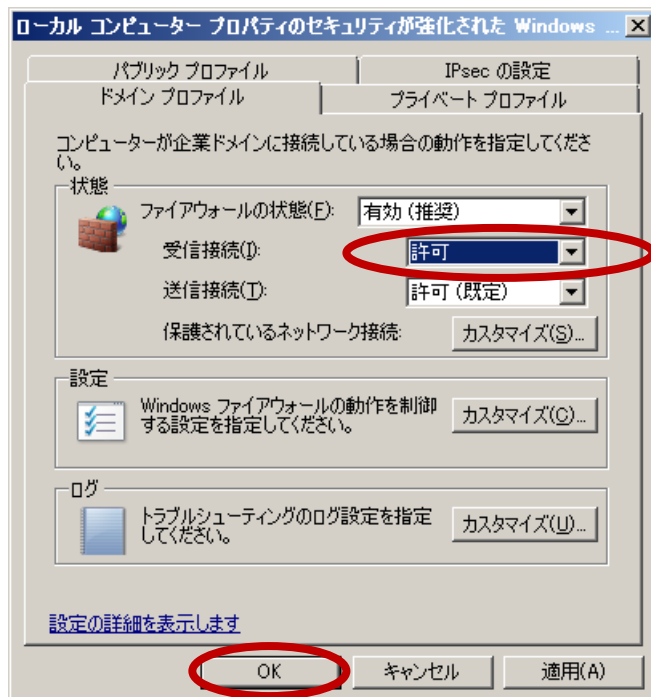 ローカル コンピューター プロパティのセキュリティが強化された Windows ...
パブリック プロファイル
IPsec の設定
ドメイン プロファイル
プライベート プロファイル
コンピューターが企業ドメインに接続している場合の動作を指定してくださ
い。
状態
ファイアウォールの状態(F):
有効 (推奨)
受信接続(I):
許可
送信接続(T):
許可 (既定)
保護されているネットワーク接続:
カスタマイズ(S)...
設定
Windows ファイアウォールの動作を制御
する設定を指定してください。
カスタマイズ(C)...
ログ
トラブルシューティングのログ設定を指定
してください。
カスタマイズ(U)...
設定の詳細を表示します
OK
キャンセル
適用(A)